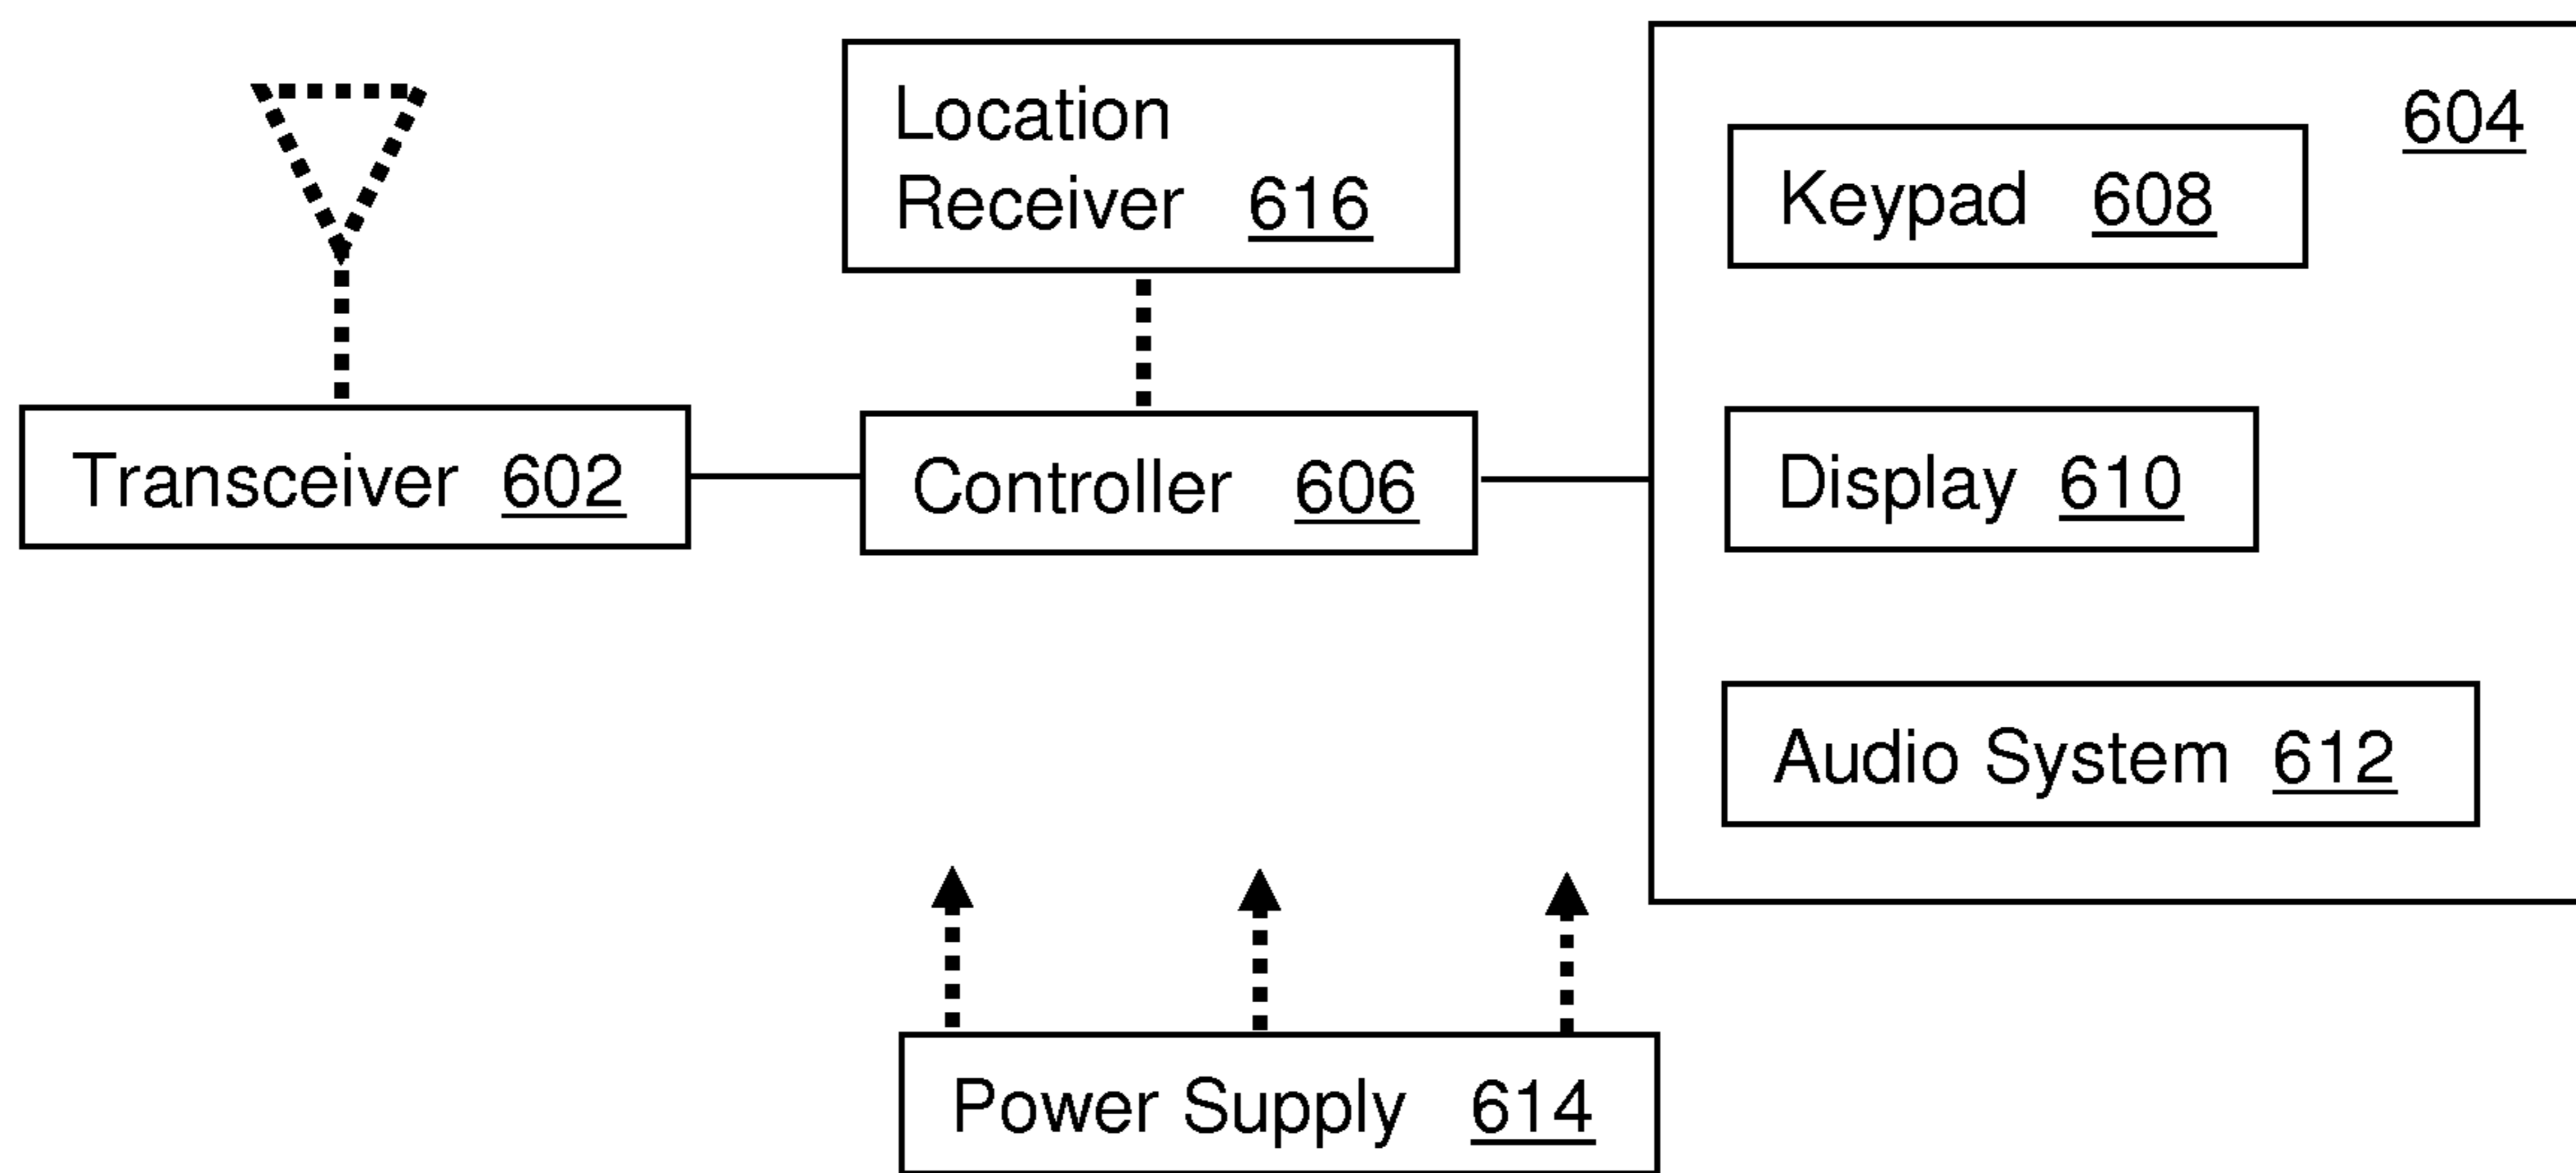 Location
Receiver 616
604
Keypad 608
Transceiver 602
Controller 606
Display 610
Audio System 612
Power Supply 614